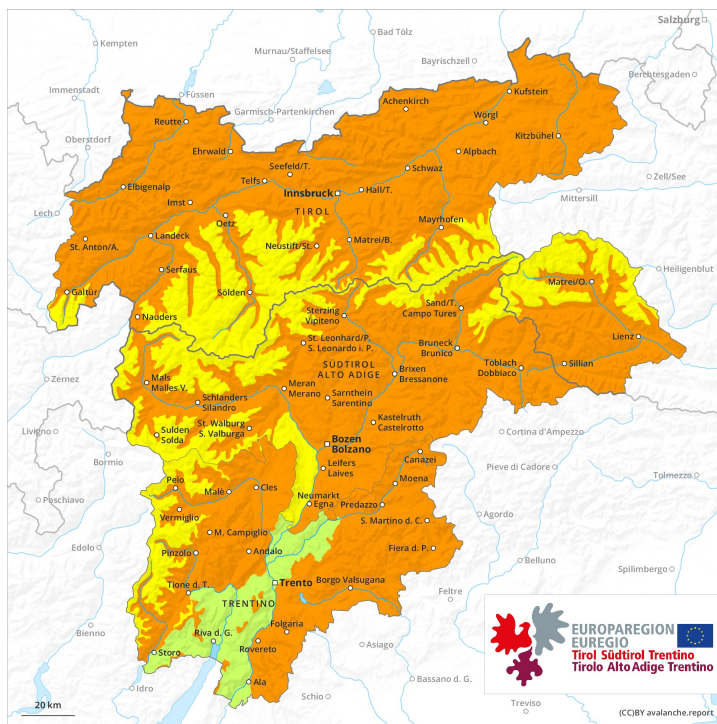 Salzburg
Kempten
Bad Tölz
Murnau/Staffelsee
Bayrischzell
Berchtesgaden
Immenstadt
Füssen
Garmisch-Partenkirchen
Achenkirch
Kufstein
Reutte
Wörgl
Oberstdorf
Kitzbühel
Ehrwald
Alpbach
Seefeld/T.
Schwaz
Telfs
Zell/See
Elbigenalp
Innsbruck
Hall/T.
Mittersill
Imst
TIROL
Lech
Oetz
Mayrhofen
St. Anton/A.
Landeck
Neustift/St.
Matrei/B.
Heiligenblut
Serfaus
Matrei/O.
Galtür
Sölden
Nauders
Sterzing
Vipiteno
Sand/T.
Campo Tures
Lienz
St. Leonhard/P.
S. Leonardo i. P.
Bruneck
Brunico
Toblach
Dobbiaco
Sillian
SÜDTIROL
ALTO ADIGE
Brixen
Bressanone
Zernez
Mals
Malles V.
Meran
Merano
Sarnthein
Sarentino
Schlanders
Silandro
Kastelruth
Castelrotto
St. Walburg
S. Valburga
Livigno
Sulden
Solda
Bozen
Bolzano
Cortina d'Ampezzo
Bormio
Leifers
Laives
Canazei
Pieve di Cadore
Tolmezzo
Poschiavo
Peio
Malè
Cles
Neumarkt
Egna
Predazzo
Moena
Vermiglio
Agordo
S. Martino d. C.
M. Campiglio
Edolo
Pinzolo
Andalo
Fiera d. P.
Belluno
Spilimbergo
Tione d. T.
Trento
Borgo Valsugana
Feltre
TRENTINO
Bienno
Riva d. G.
Folgaria
Rovereto
Asiago
Storo
Idro
Ala
Schio
Bassano d. G.
Treviso
EUROPAREGION
EUREGIO
Tirol Südtirol Trentino
Tirolo Alto Adige Trentino
20 km
(CC)BY avalanche.report